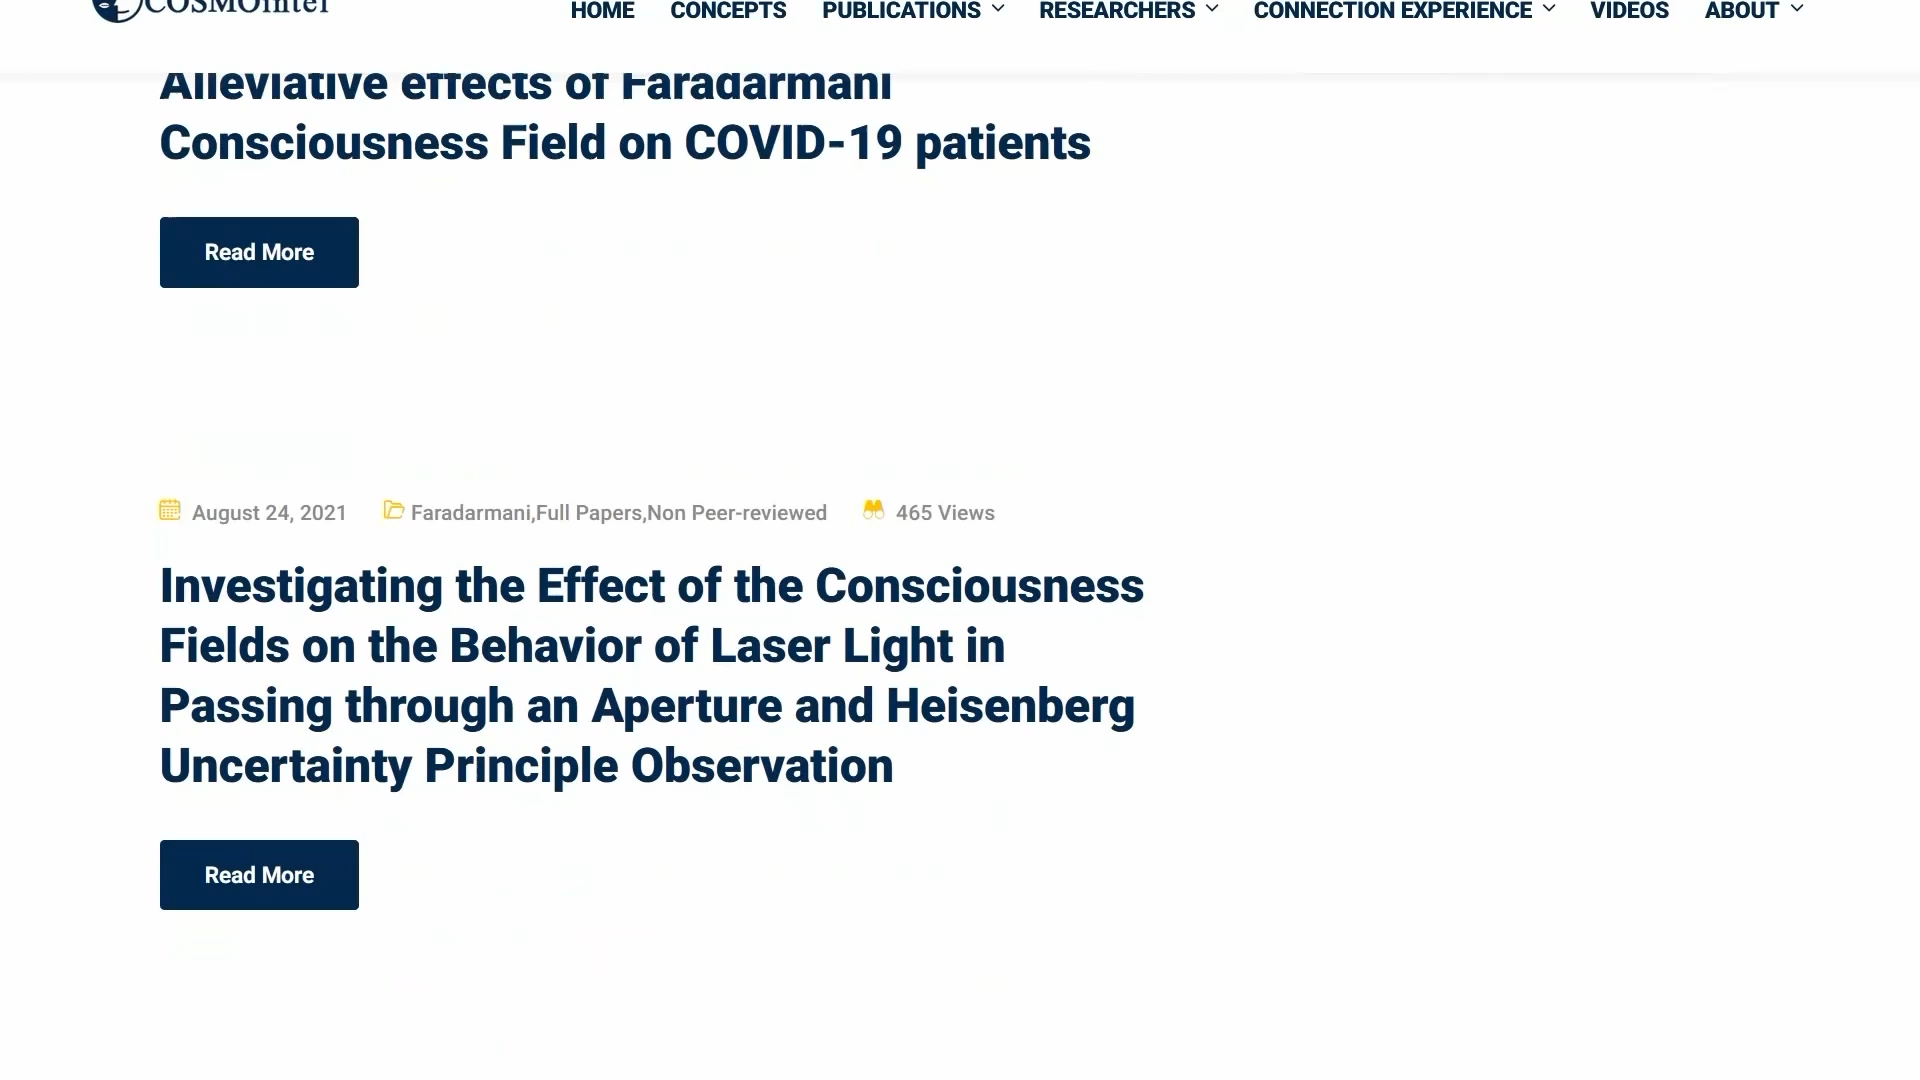 COSMOintel
HOME CONCEPTS PUBLICATIONS RESEARCHERS CONNECTION EXPERIENCE VIDEOS ABOUT
Alleviative effects of Faradarmani
Consciousness Field on COVID-19 patients
Read More
August 24, 2021 Faradarmani,Full Papers,Non Peer-reviewed 465 Views
Investigating the Effect of the Consciousness
Fields on the Behavior of Laser Light in
Passing through an Aperture and Heisenberg
Uncertainty Principle Observation
Read More